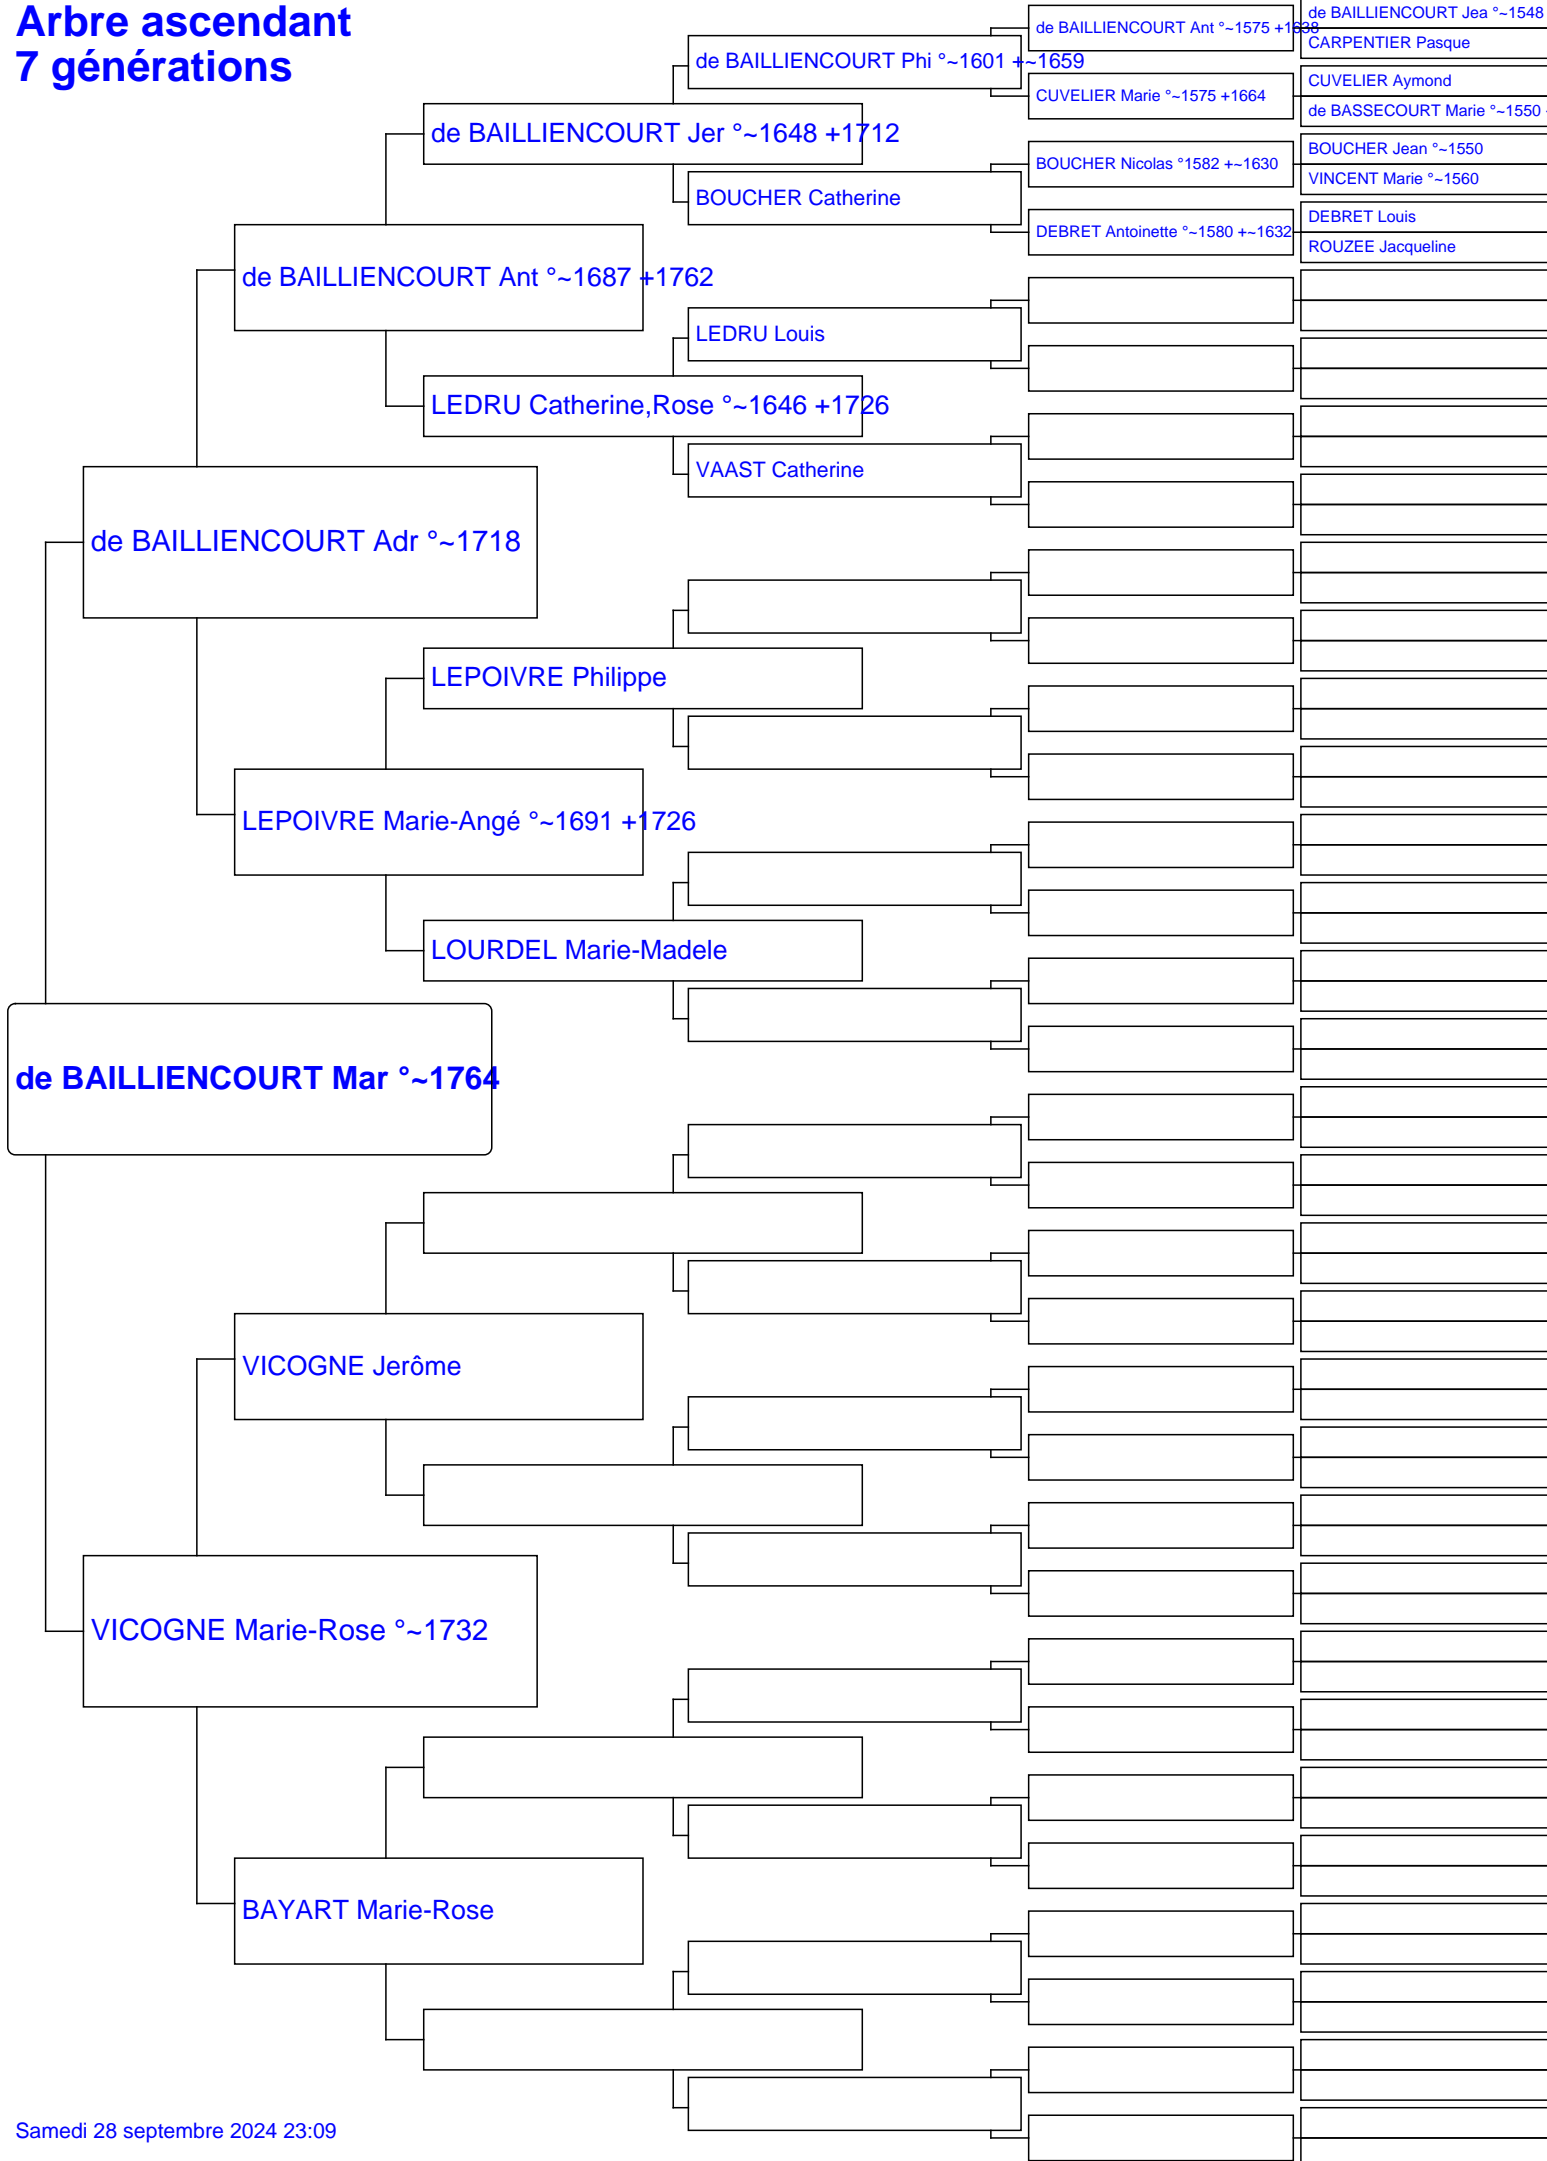 Arbre ascendant
7 générations
de BAILLIENCOURT Jea °~1548
de BAILLIENCOURT Ant °~1575 +1638
CARPENTIER Pasque
de BAILLIENCOURT Phi °~1601 +~1659
CUVELIER Aymond
CUVELIER Marie °~1575 +1664
de BASSECOURT Marie °~1550
de BAILLIENCOURT Jer °~1648 +1712
BOUCHER Jean °~1550
BOUCHER Nicolas °1582 +~1630
VINCENT Marie °~1560
BOUCHER Catherine
DEBRET Louis
DEBRET Antoinette °~1580 +~1632
ROUZEE Jacqueline
de BAILLIENCOURT Ant °~1687 +1762
LEDRU Louis
LEDRU Catherine,Rose °~1646 +1726
VAAST Catherine
de BAILLIENCOURT Adr °~1718
LEPOIVRE Philippe
LEPOIVRE Marie-Angé °~1691 +1726
LOURDEL Marie-Madele
de BAILLIENCOURT Mar °~1764
VICOGNE Jerôme
VICOGNE Marie-Rose °~1732
BAYART Marie-Rose
Samedi 28 septembre 2024 23:09